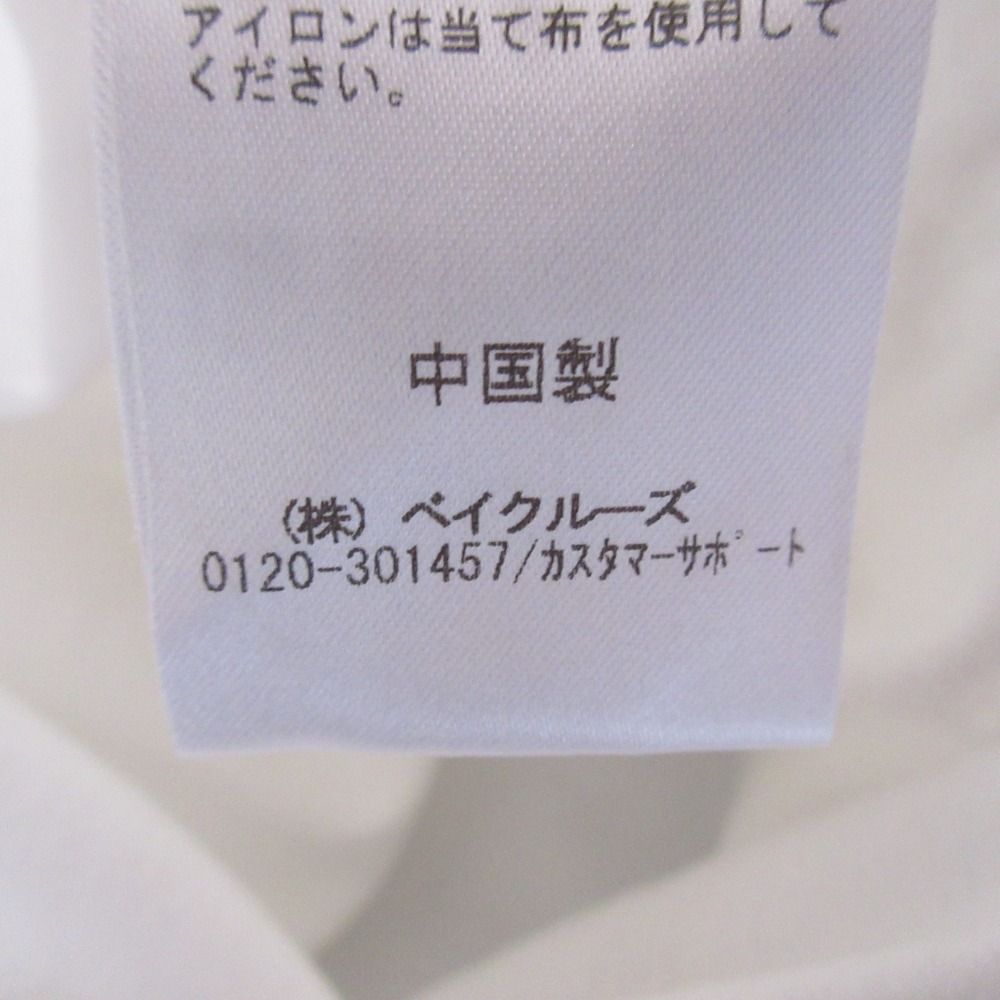 アイロンは当て布を使用して
ください。
中国製
(株) ベイクルーズ
0120-301457/ｶｽﾀﾏｰｻﾎﾟｰﾄ